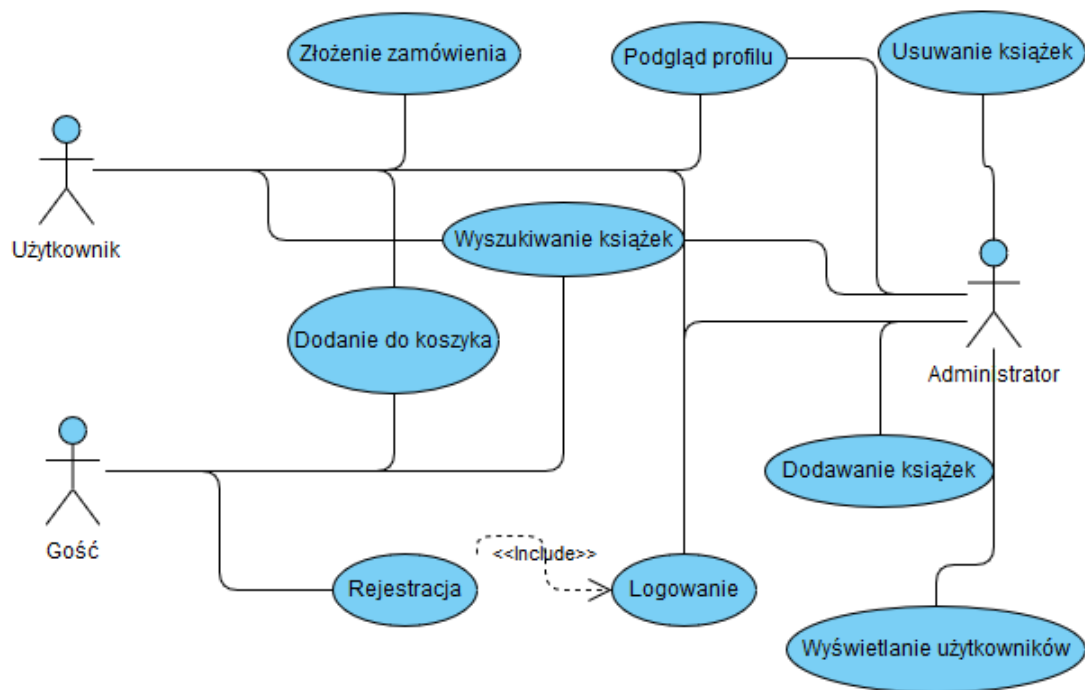 Złożenie zamówienia
Podgląd profilu
Usuwanie książek
Użytkownik
Wyszukiwanie książek
Dodanie do koszyka
Administrator
Dodawanie książek
Gość
<<Include>>
Rejestracja
Logowanie
Wyświetlanie użytkowników